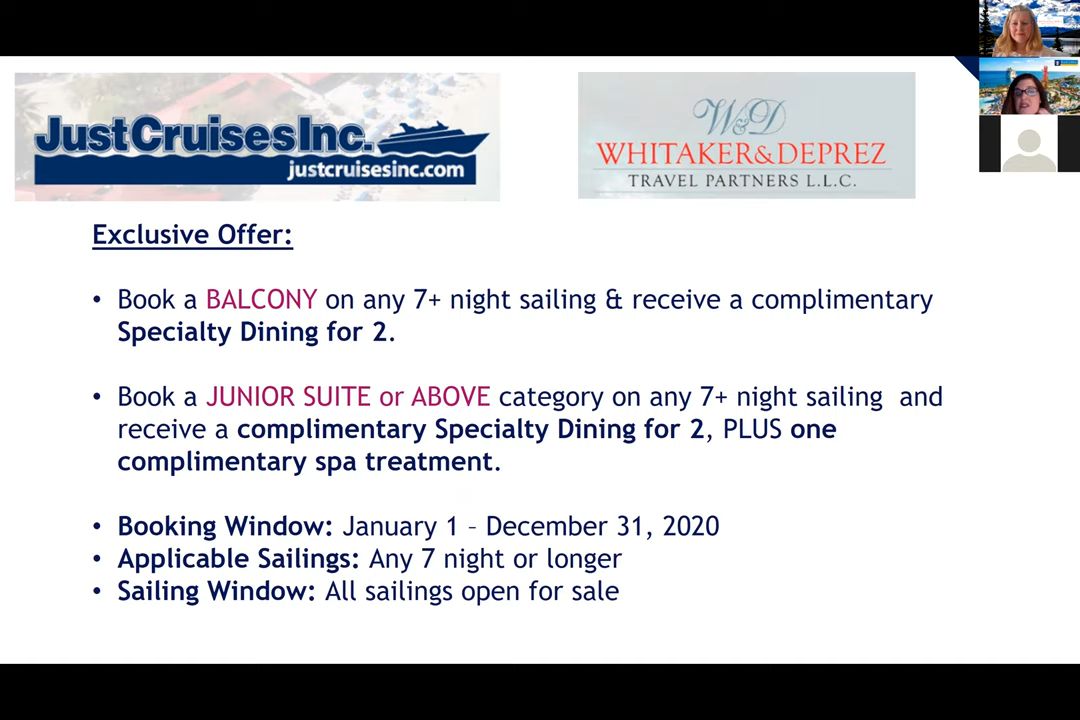 JustCruisesInc.
justcruisesinc.com
W&D
WHITAKER&DEPREZ
TRAVEL PARTNERS L.L.C.
Exclusive Offer:
• Book a BALCONY on any 7+ night sailing & receive a complimentary
Specialty Dining for 2.
• Book a JUNIOR SUITE or ABOVE category on any 7+ night sailing and
receive a complimentary Specialty Dining for 2, PLUS one
complimentary spa treatment.
• Booking Window: January 1 – December 31, 2020
• Applicable Sailings: Any 7 night or longer
• Sailing Window: All sailings open for sale